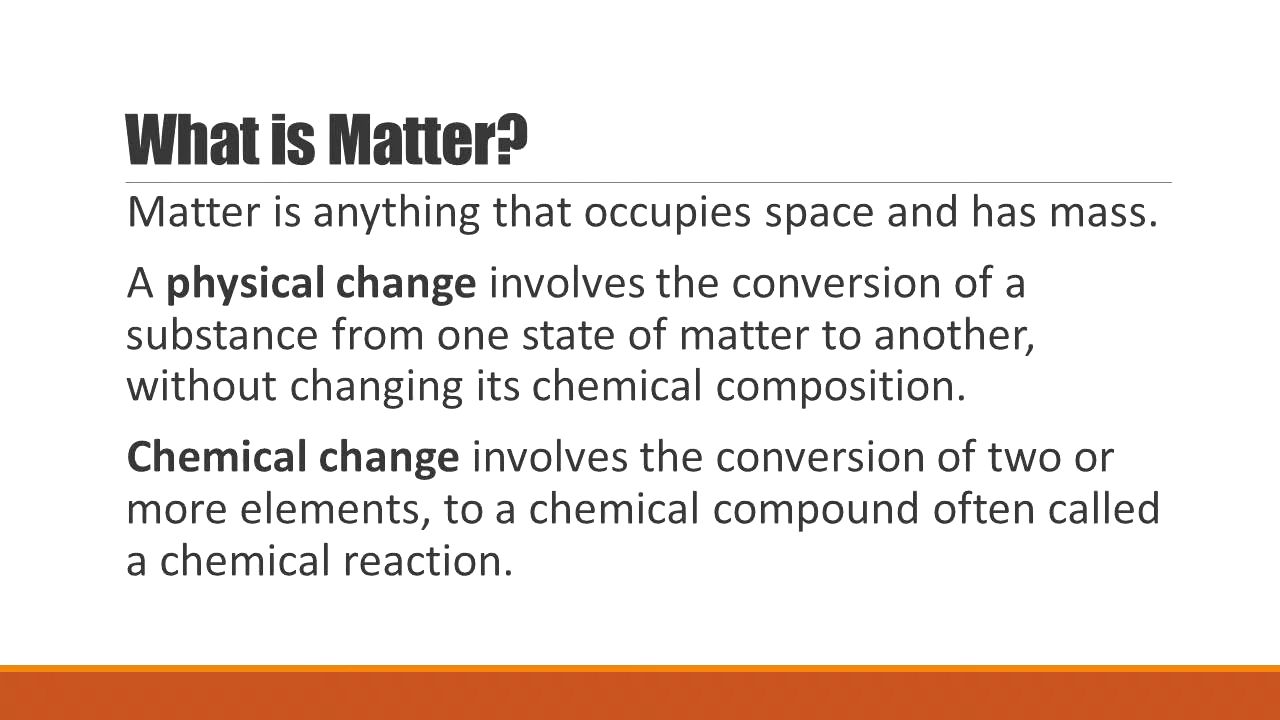 What is Matter?
Matter is anything that occupies space and has mass.
A physical change involves the conversion of a
substance from one state of matter to another,
without changing its chemical composition.
Chemical change involves the conversion of two or
more elements, to a chemical compound often called
a chemical reaction.